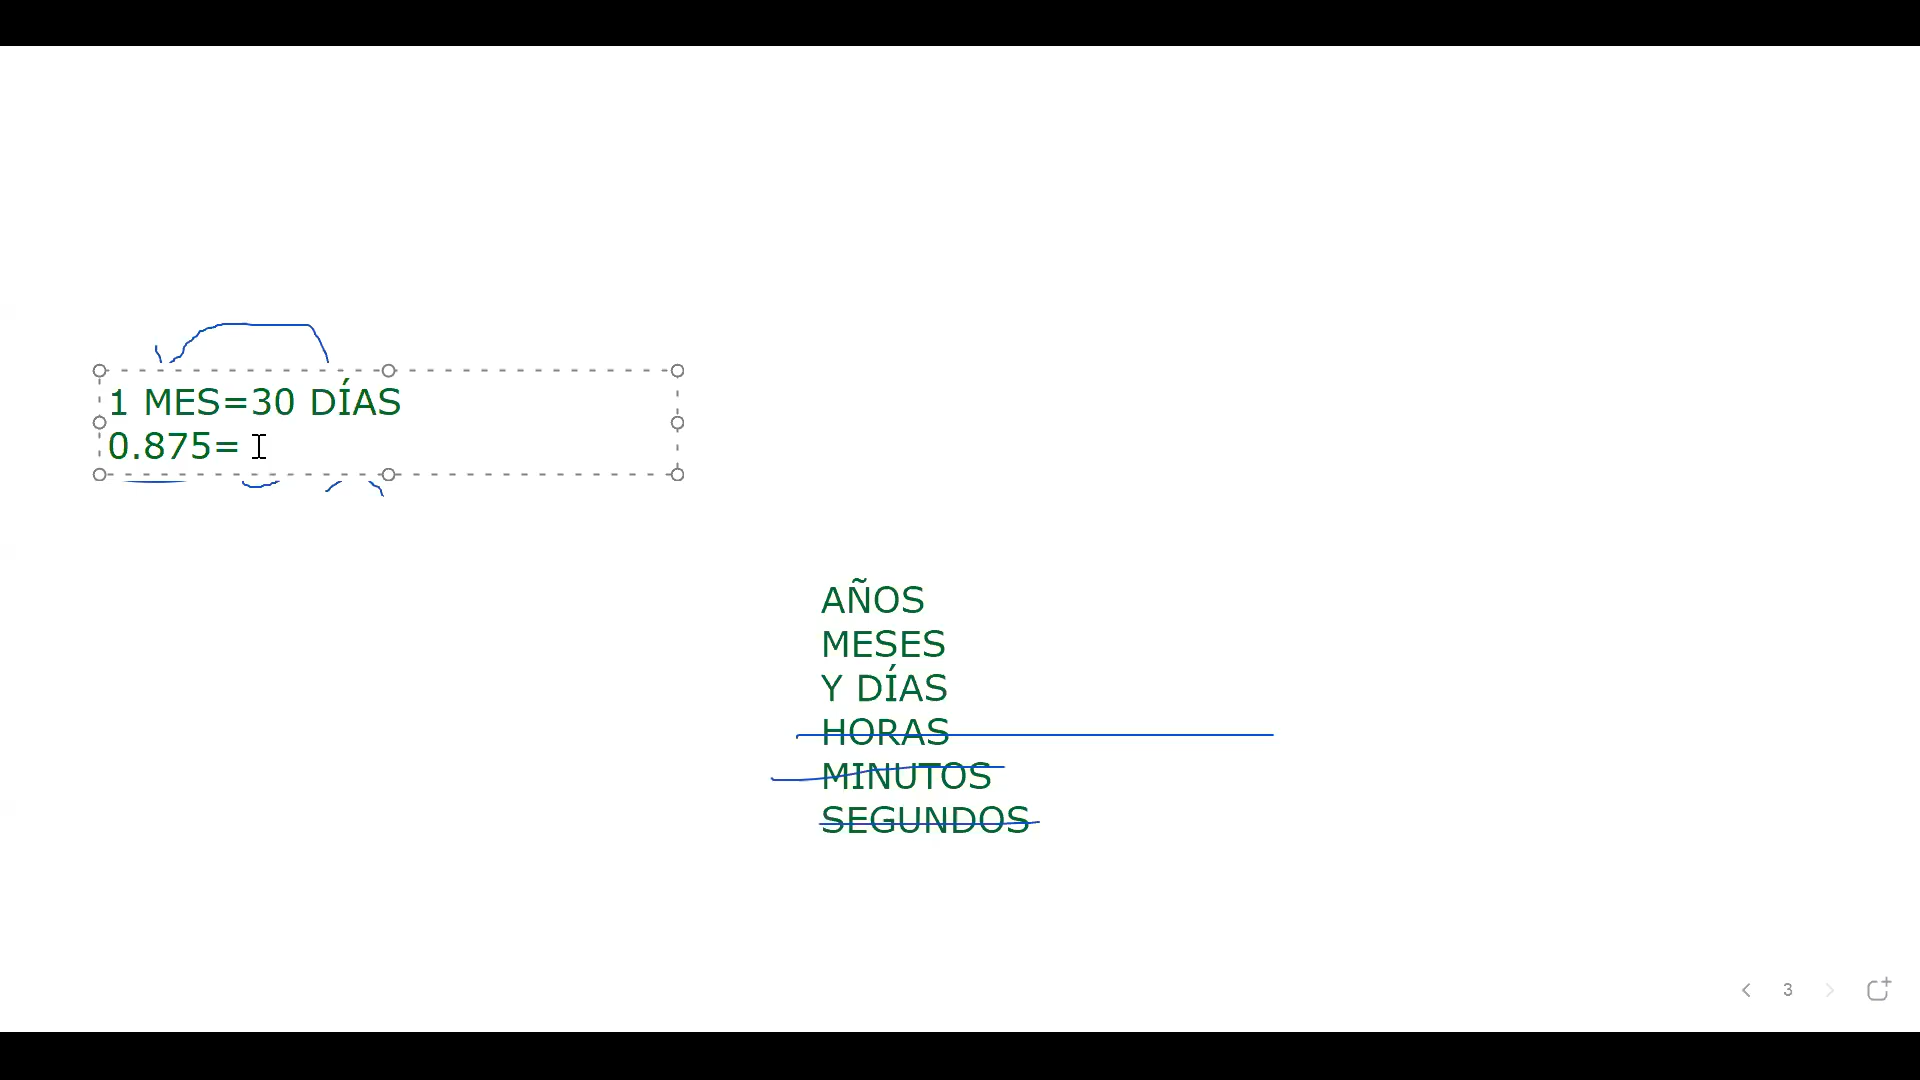 1 MES=30 DÍAS
0.875=
AÑOS
MESES
Y DÍAS
HORAS
MINUTOS
SEGUNDOS
3